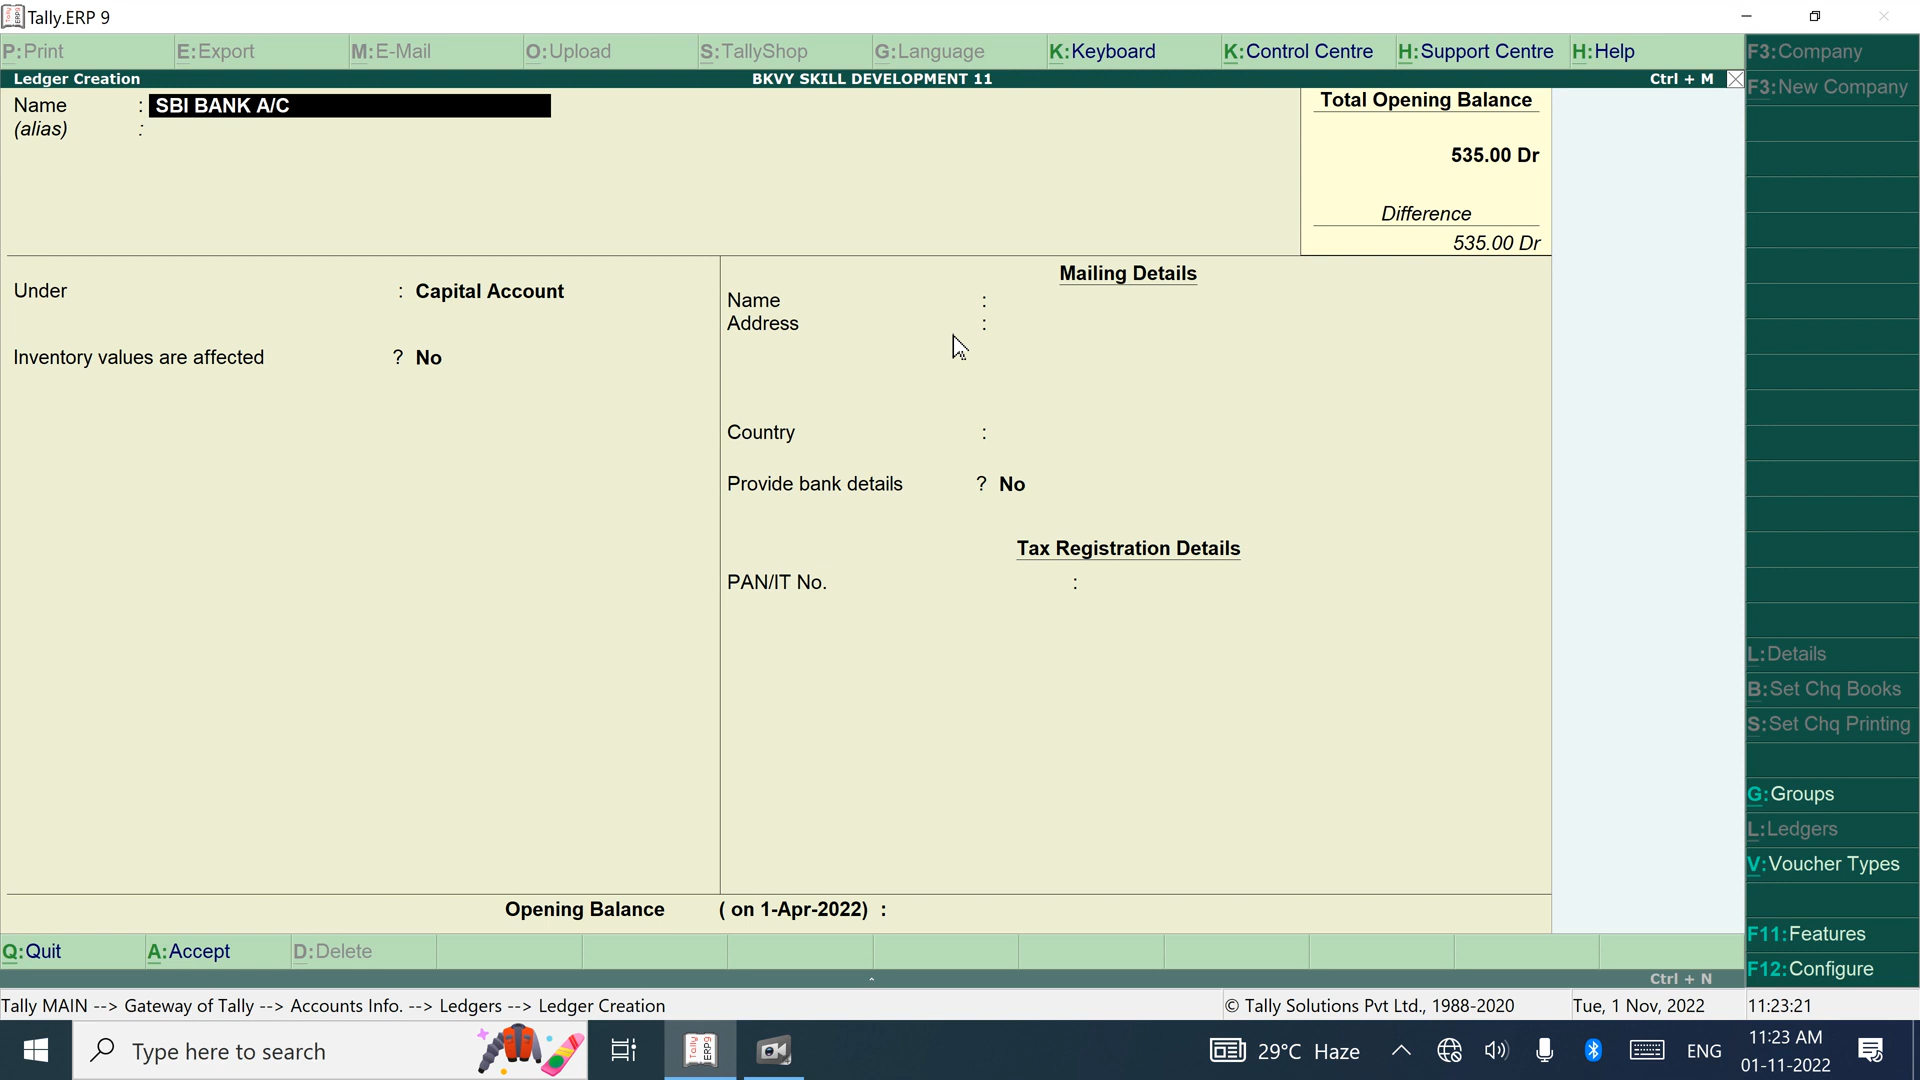 Tally.ERP 9
P:Print E:Export M:E-Mail O:Upload S:TallyShop G:Language K:Keyboard K:Control Centre H:Support Centre H:Help F3:Company
Ledger Creation BKVY SKILL DEVELOPMENT 11 Ctrl + M
F3:New Company
Name : SBI BANK A/C
(alias) :
Total Opening Balance
535.00 Dr
Difference
535.00 Dr
Under : Capital Account
Inventory values are affected ? No
Mailing Details
Name :
Address :
Country :
Provide bank details ? No
Tax Registration Details
PAN/IT No. :
L:Details
B:Set Chq Books
S:Set Chq Printing
G:Groups
L:Ledgers
V:Voucher Types
F11:Features
F12:Configure
Opening Balance ( on 1-Apr-2022) :
Q:Quit A:Accept D:Delete
Ctrl + N
Tally MAIN --> Gateway of Tally --> Accounts Info. --> Ledgers --> Ledger Creation © Tally Solutions Pvt Ltd., 1988-2020 Tue, 1 Nov, 2022 11:23:21
Type here to search
Tally
ERP9
29°C Haze
ENG
11:23 AM
01-11-2022